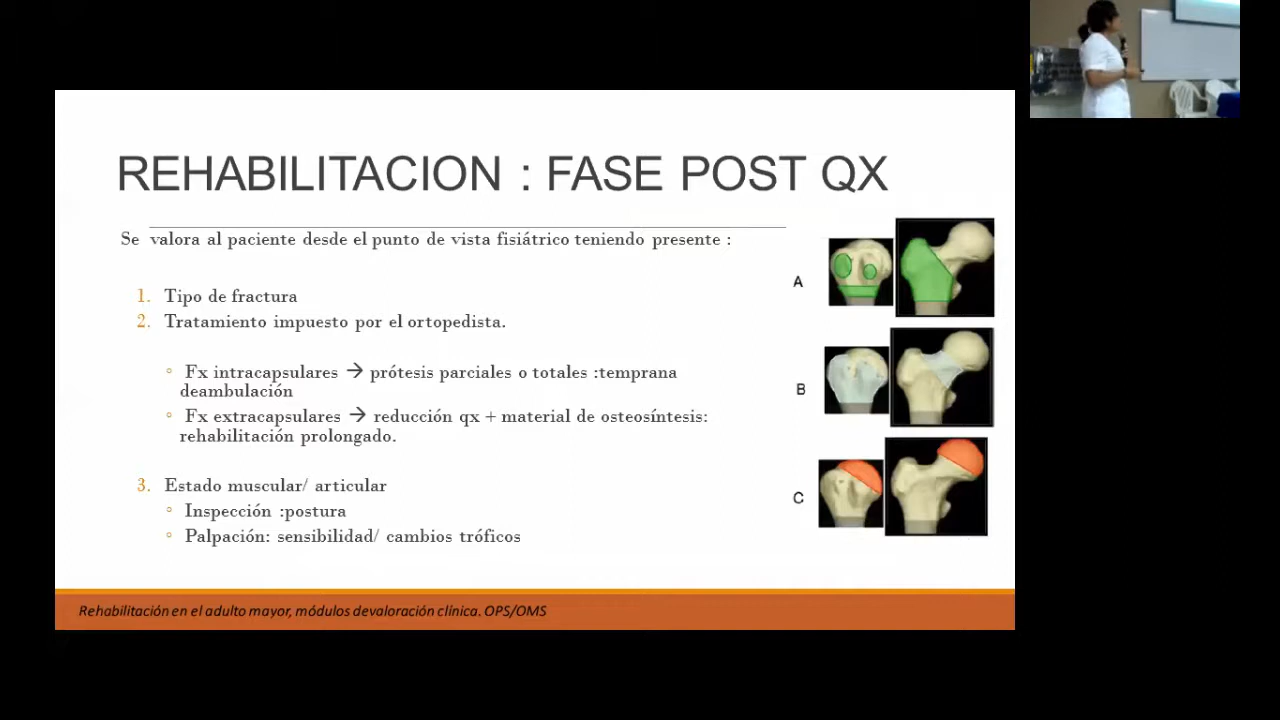 REHABILITACION : FASE POST QX
Se valora al paciente desde el punto de vista fisiátrico teniendo presente :
1. Tipo de fractura
2. Tratamiento impuesto por el ortopedista.
◦ Fx intracapsulares → prótesis parciales o totales :temprana
deambulación
◦ Fx extracapsulares → reducción qx + material de osteosíntesis:
rehabilitación prolongado.
3. Estado muscular/ articular
◦ Inspección :postura
◦ Palpación: sensibilidad/ cambios tróficos
A
B
C
Rehabilitación en el adulto mayor, módulos devaloración clínica. OPS/OMS